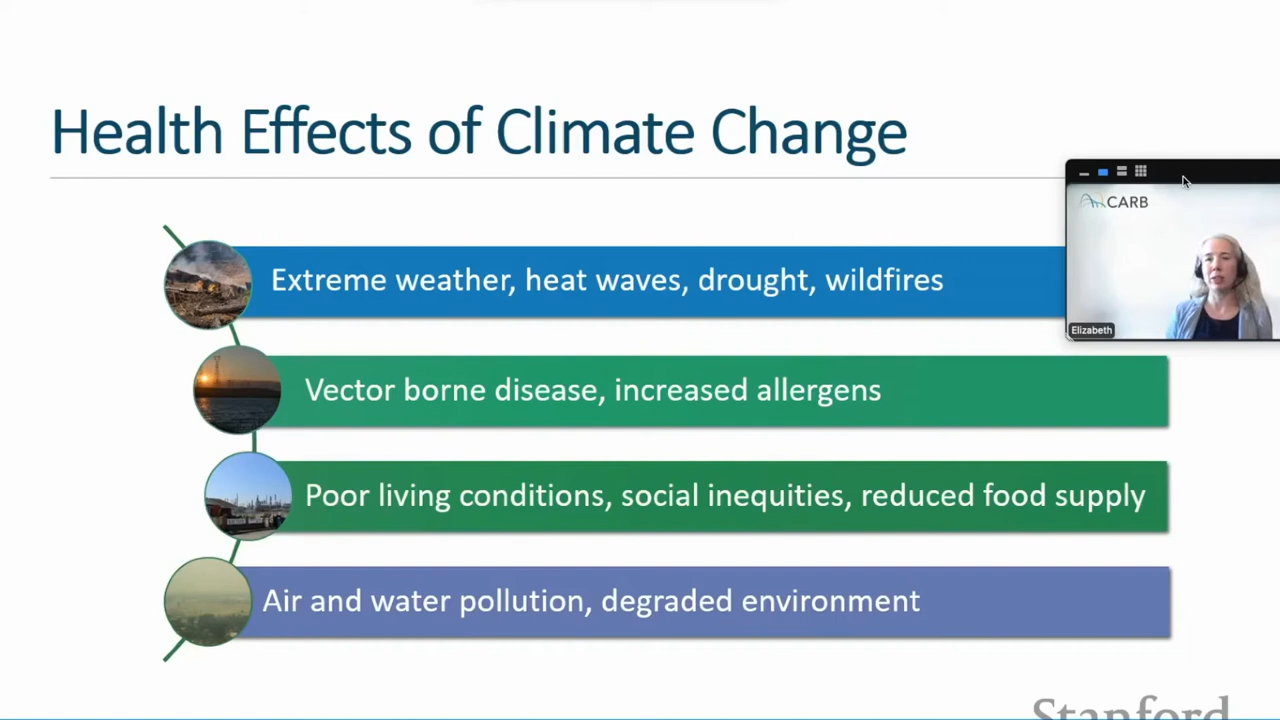 Health Effects of Climate Change
CARB
Elizabeth
Extreme weather, heat waves, drought, wildfires
Vector borne disease, increased allergens
Poor living conditions, social inequities, reduced food supply
Air and water pollution, degraded environment
Stanford